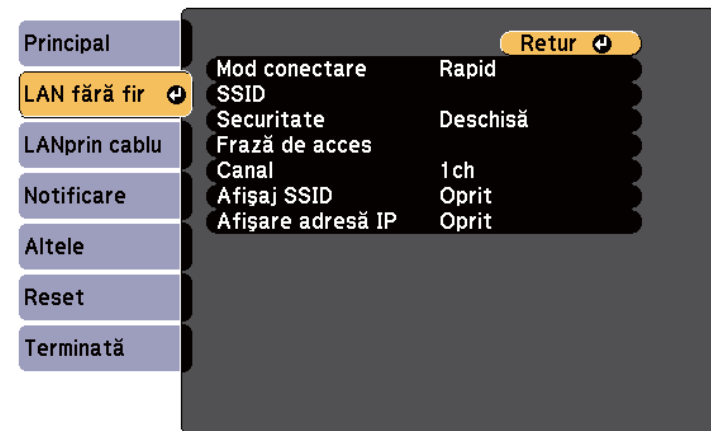 Principal
LAN fără fir
LANprin cablu
Notificare
Altele
Reset
Terminată
Retur
Mod conectare Rapid
SSID
Securitate Deschisă
Frază de acces
Canal 1ch
Afişaj SSID Oprit
Afişare adresă IP Oprit